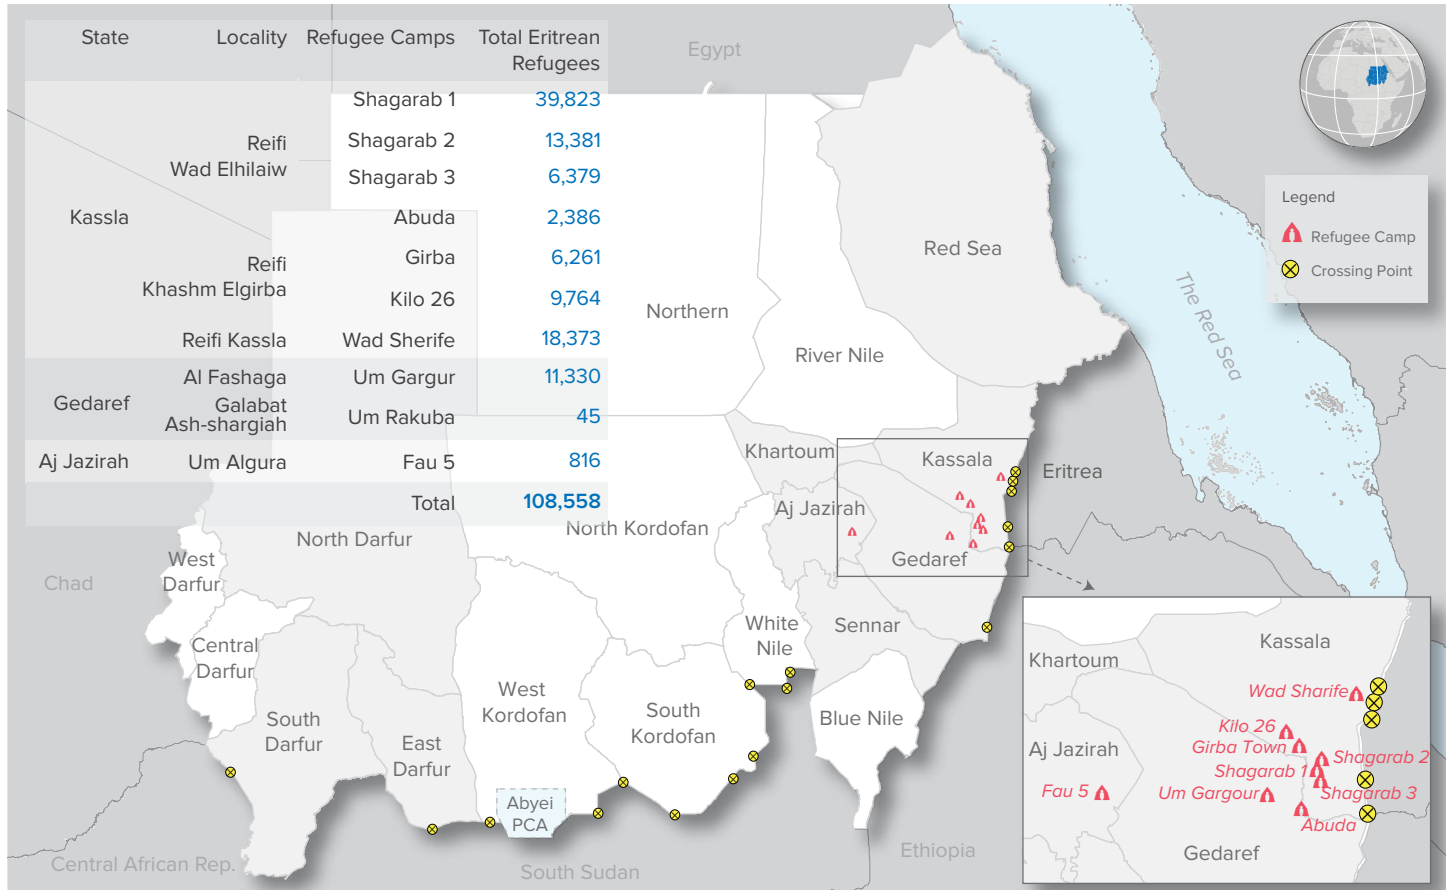 State Locality Refugee Camps Total Eritrean
Refugees
Shagarab 1 39,823
Reifi
Wad Elhilaiw
Shagarab 2 13,381
Shagarab 3 6,379
Kassla
Abuda 2,386
Reifi
Khashm Elgirba
Girba 6,261
Kilo 26 9,764
Reifi Kassla Wad Sherife 18,373
Gedaref
Al Fashaga Um Gargur 11,330
Galabat
Ash-shargiah
Um Rakuba 45
Aj Jazirah Um Algura Fau 5 816
Total 108,558
Egypt
Red Sea
Northern
River Nile
The Red Sea
Legend
Refugee Camp
Crossing Point
Khartoum
Kassala
Eritrea
Aj Jazirah
North Kordofan
North Darfur
Gedaref
West
Darfur
Chad
Central
Darfur
White
Nile
Sennar
West
Kordofan
South
Kordofan
Blue Nile
South
Darfur
East
Darfur
Abyei
PCA
Central African Rep.
South Sudan
Ethiopia
Kassala
Khartoum
Wad Sharife
Kilo 26
Girba Town
Aj Jazirah
Shagarab 2
Shagarab 1
Fau 5
Um Gargour
Shagarab 3
Abuda
Gedaref